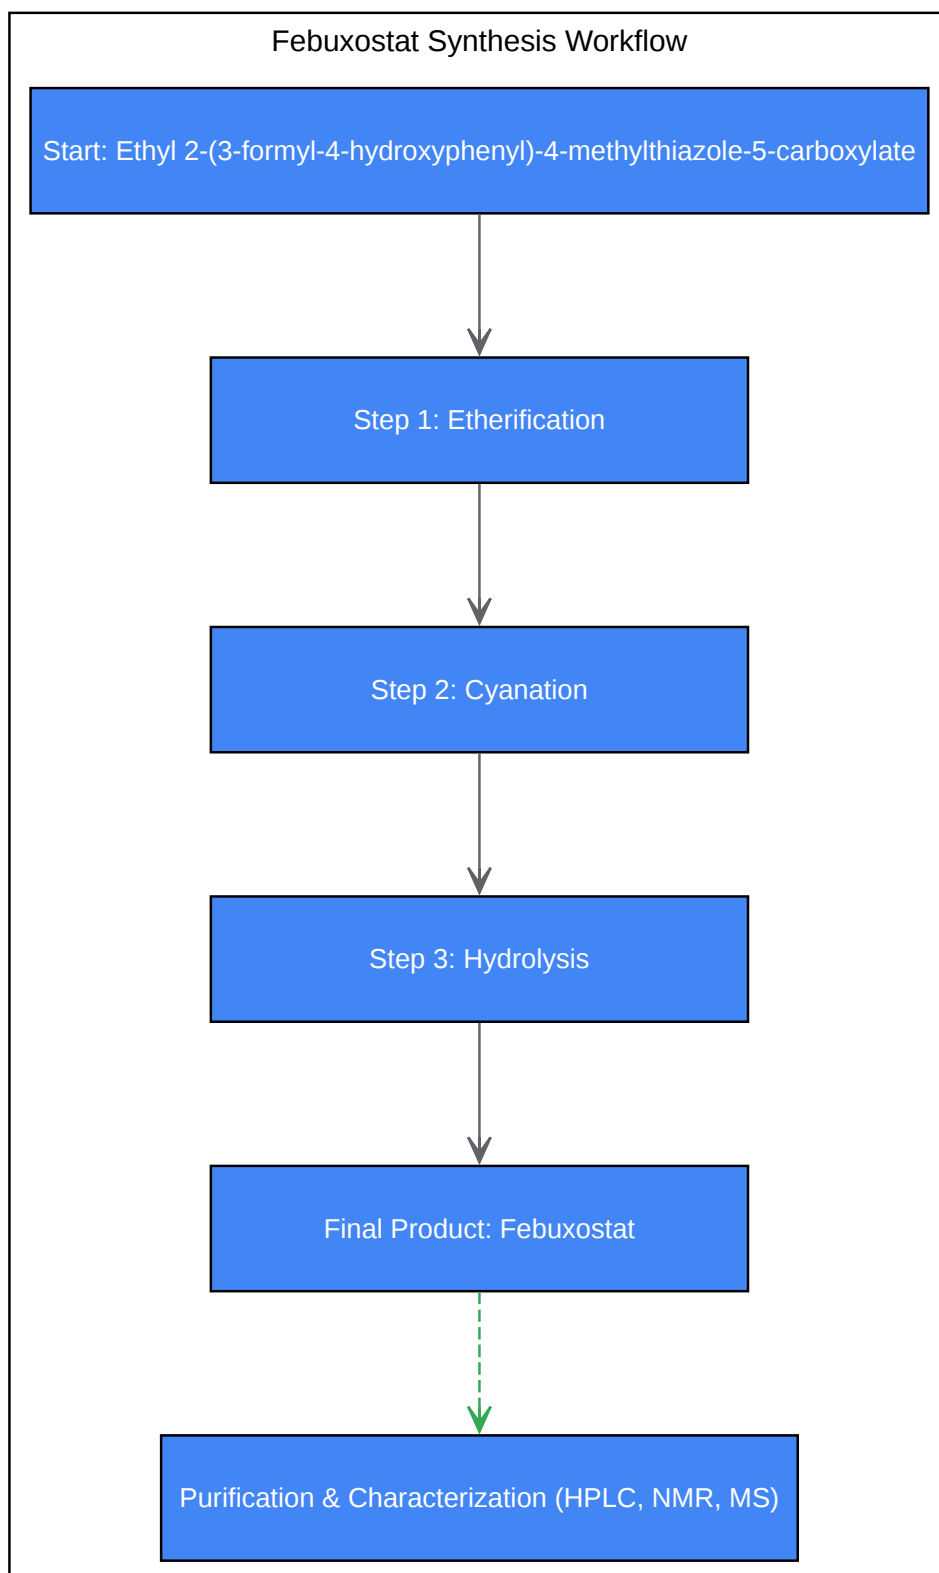 Febuxostat Synthesis Workflow
Start: Ethyl 2-(3-formyl-4-hydroxyphenyl)-4-methylthiazole-5-carboxylate
Step 1: Etherification
Step 2: Cyanation
Step 3: Hydrolysis
Final Product: Febuxostat
Purification & Characterization (HPLC, NMR, MS)